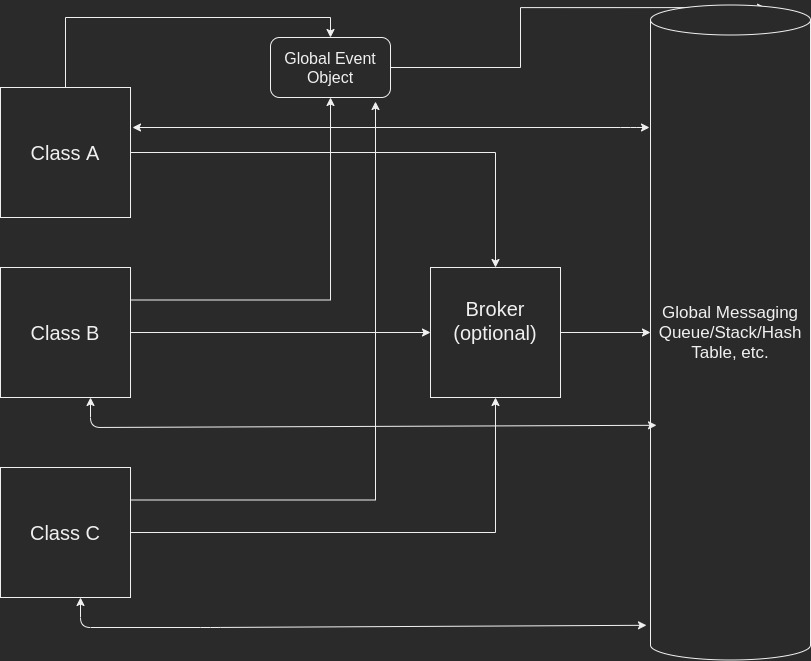 Global Event
Object
Class A
Class B
Broker
(optional)
Global Messaging
Queue/Stack/Hash
Table, etc.
Class C